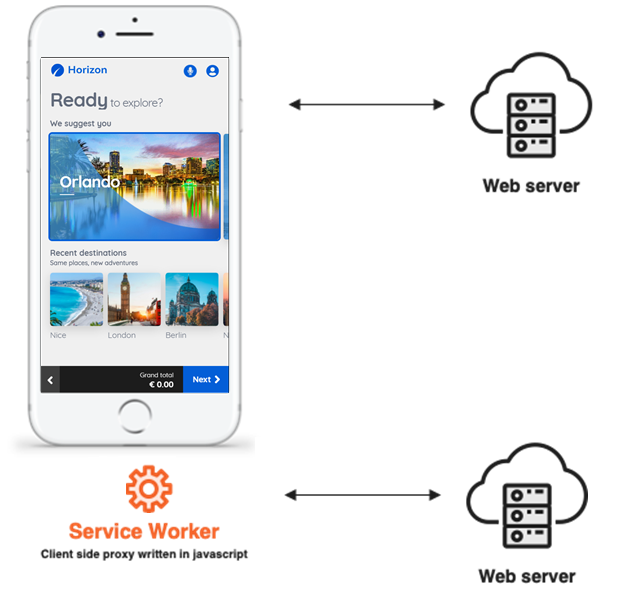 Horizon
Ready to explore?
We suggest you
Orlando
Recent destinations
Same places, new adventures
Nice
London
Berlin
N
Grand total
€ 0.00
Next
Web server
Service Worker
Client side proxy written in javascript
Web server